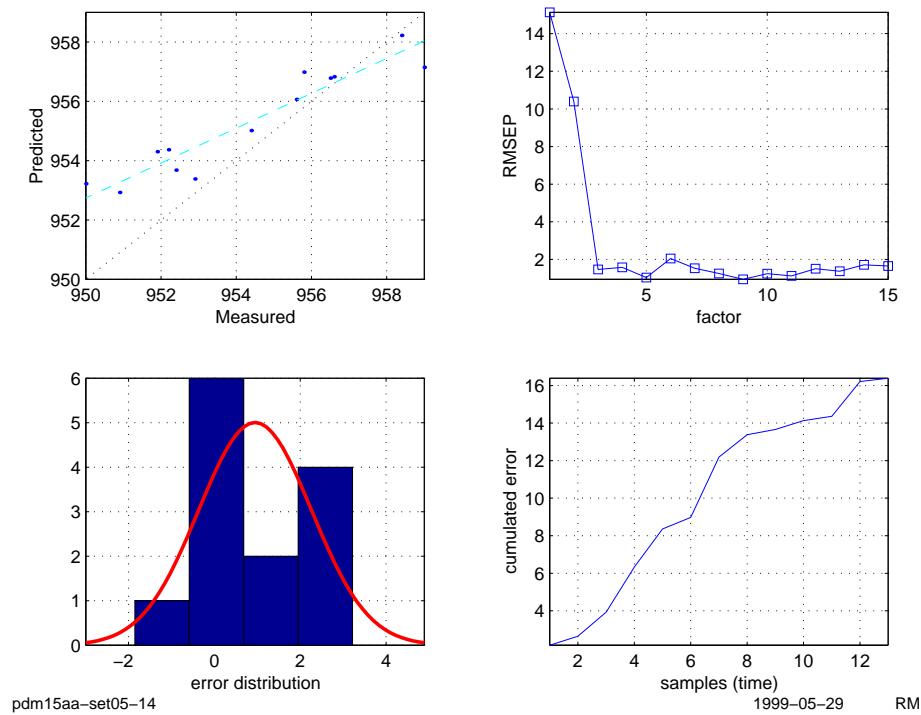 958
956
954
952
950
950 952 954 956 958
Predicted
Measured
14
12
10
8
6
4
2
5 10 15
RMSEP
factor
6
5
4
3
2
1
0
−2 0 2 4
error distribution
16
14
12
10
8
6
4
2 4 6 8 10 12
cumulated error
samples (time)
pdm15aa−set05−14
1999−05−29
RM